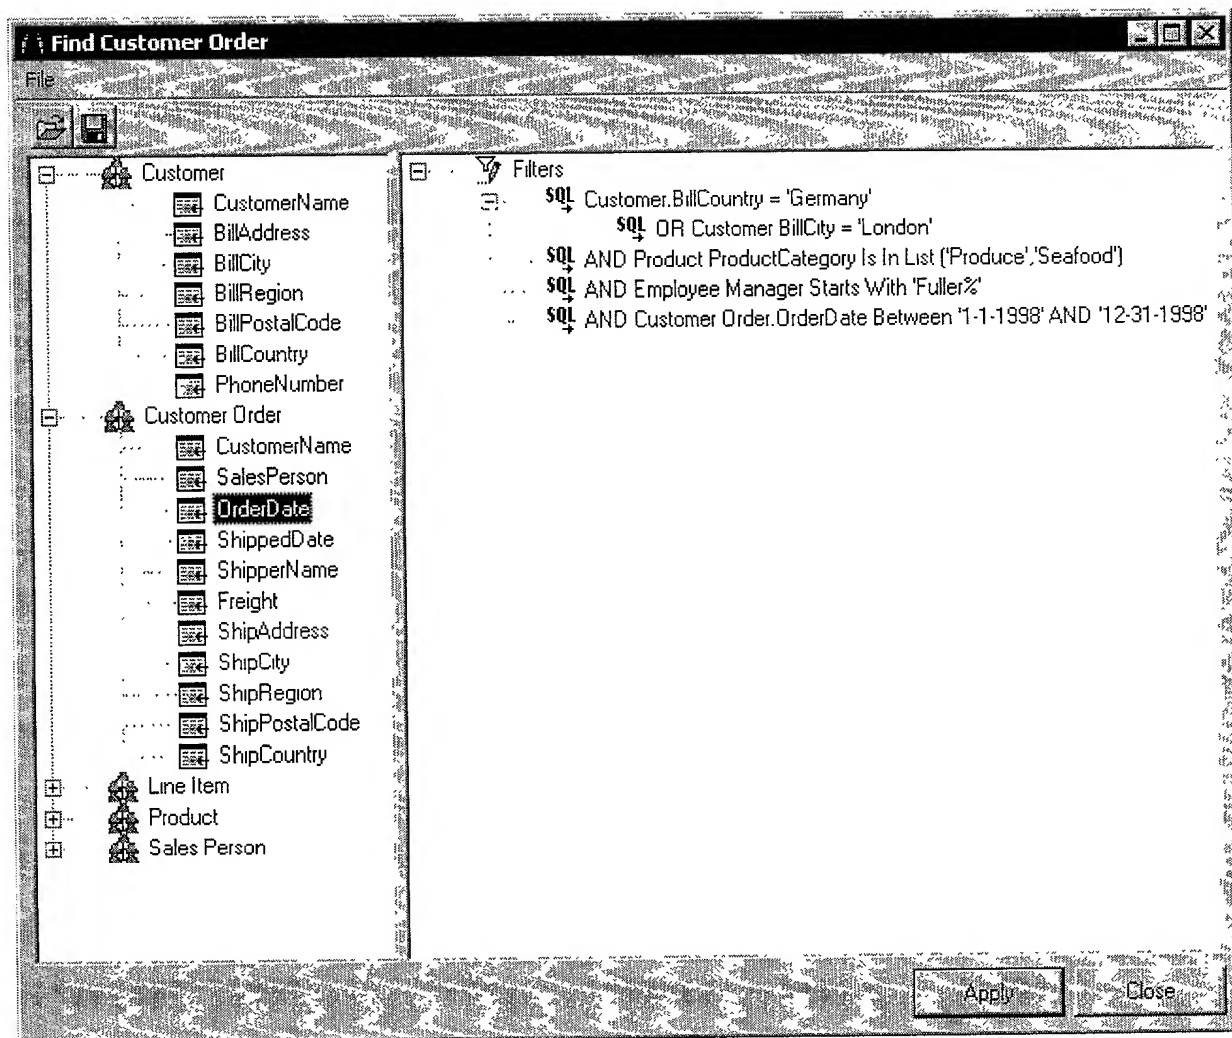 Find Customer Order
File
Customer
CustomerName
BillAddress
BillCity
BillRegion
BillPostalCode
BillCountry
PhoneNumber
Customer Order
CustomerName
SalesPerson
OrderDate
ShippedDate
ShipperName
Freight
ShipAddress
ShipCity
ShipRegion
ShipPostalCode
ShipCountry
Line Item
Product
Sales Person
Filters
SQL Customer.BillCountry = 'Germany'
SQL OR Customer BillCity = 'London'
SQL AND Product ProductCategory Is In List ('Produce','Seafood')
SQL AND Employee Manager Starts With 'Fuller%'
SQL AND Customer Order.OrderDate Between '1-1-1998' AND '12-31-1998'
Apply
Close